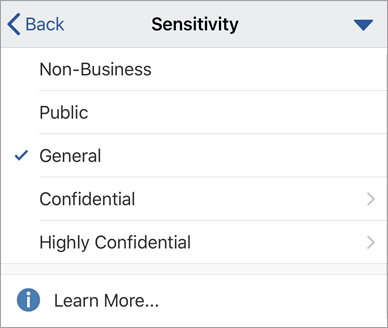 Back
Sensitivity
Non-Business
Public
General
Confidential
Highly Confidential
Learn More...